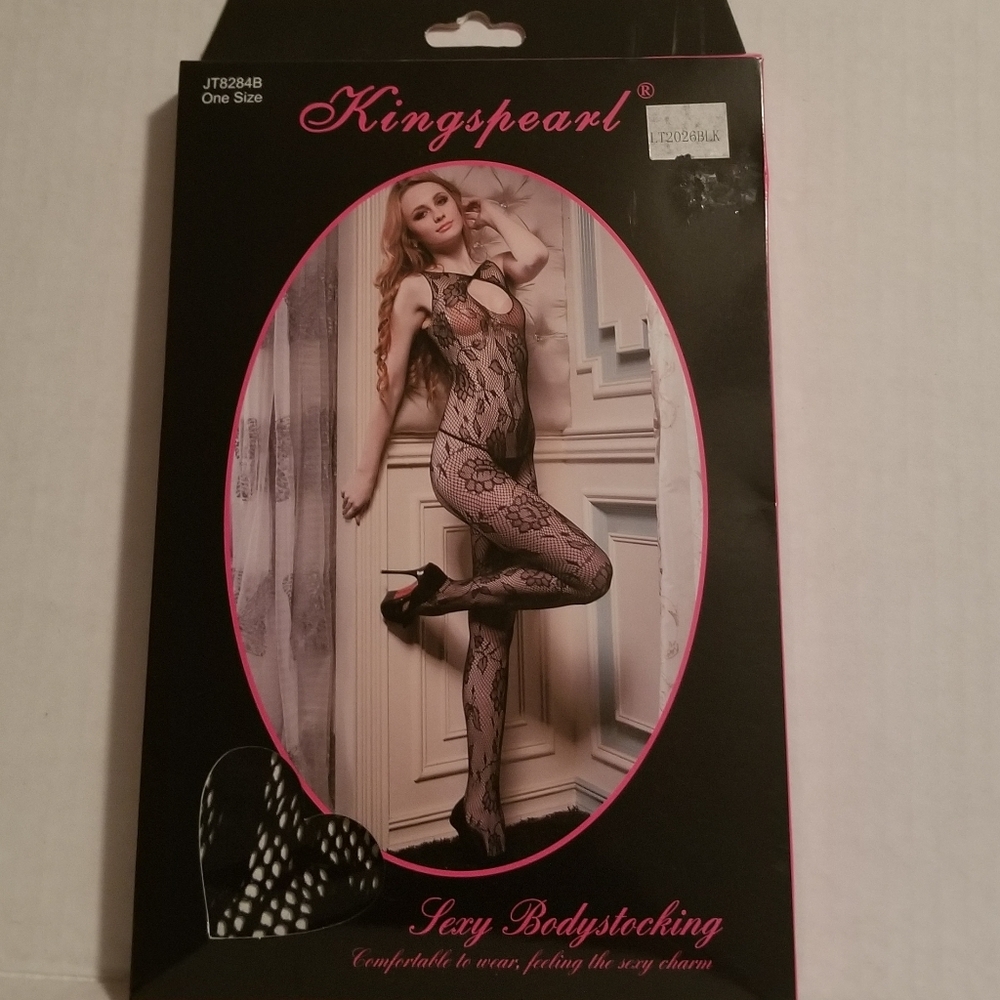 JT8284B
One Size
Kingspearl®
LT2026BLK
Sexy Bodystocking
Comfortable to wear, feeling the sexy charm